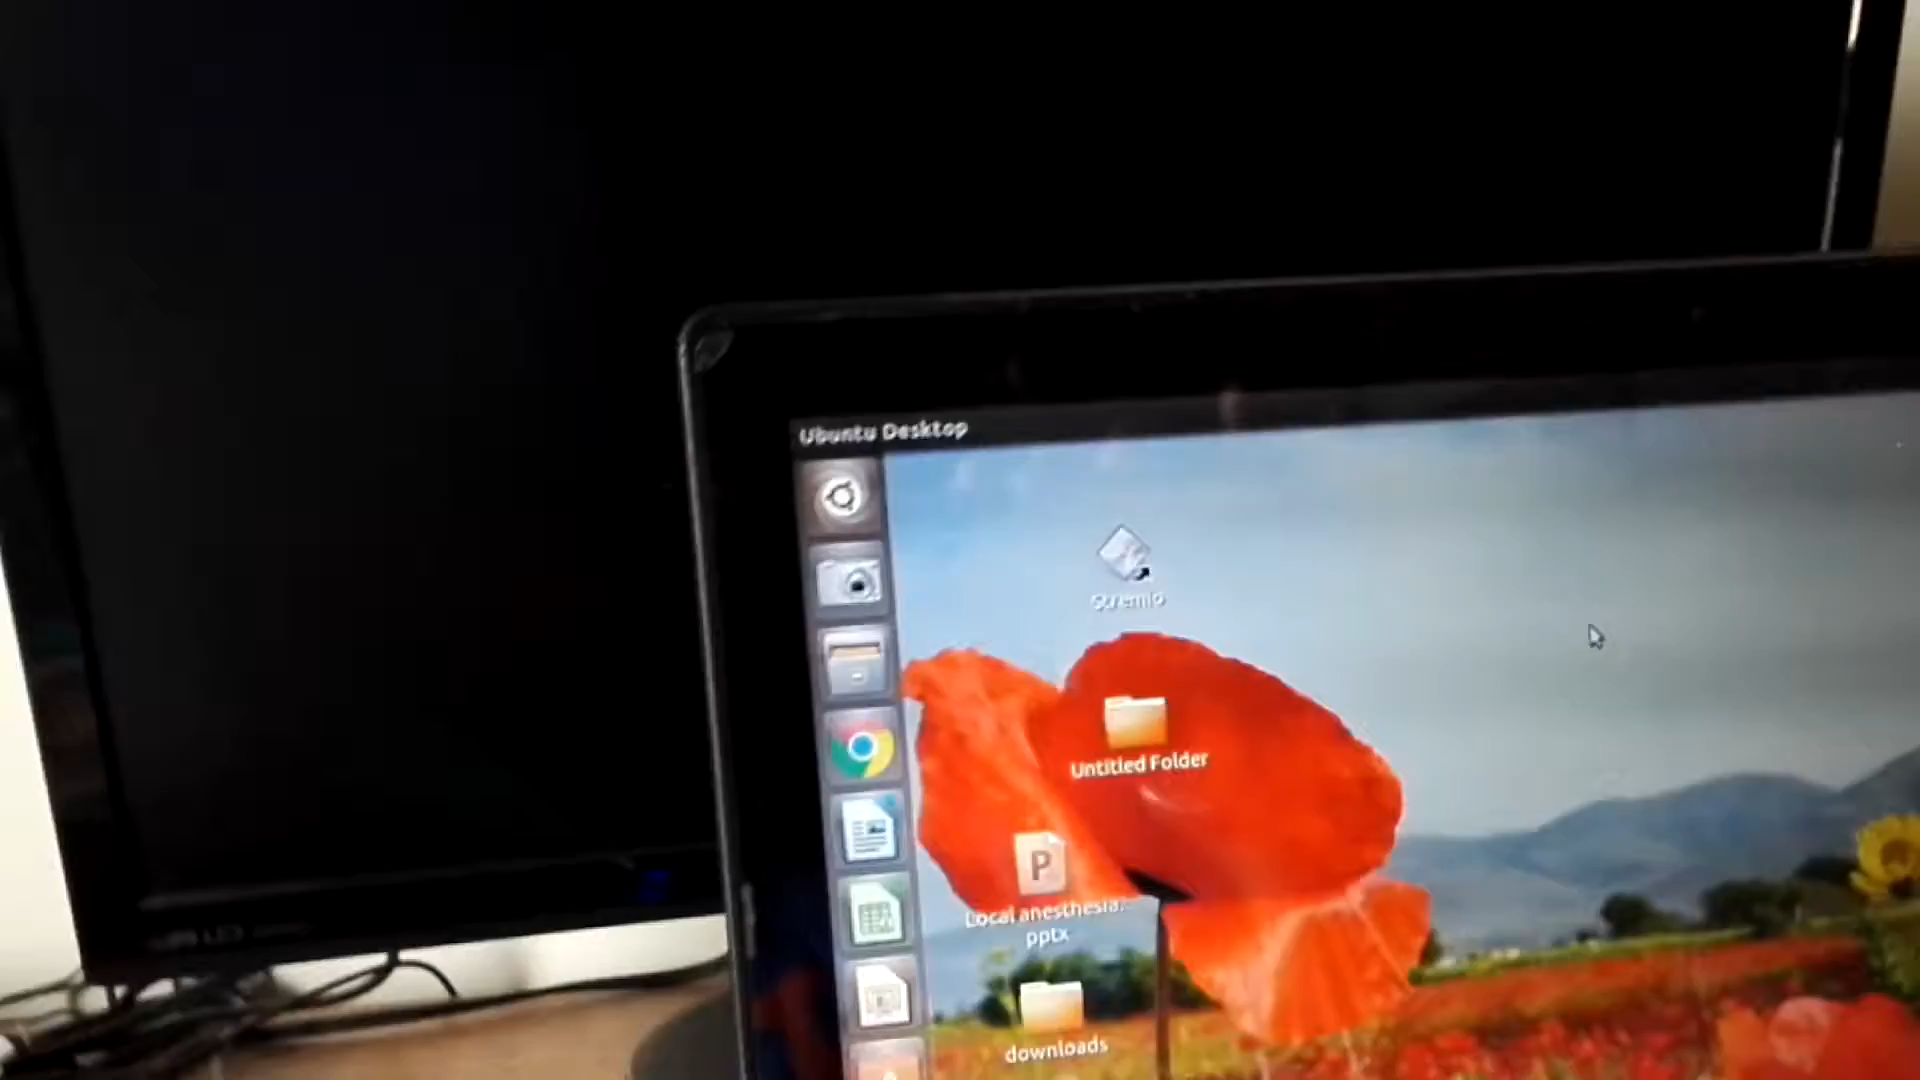 Ubuntu Desktop
Stremio
Untitled Folder
P
Local anesthesia.
pptx
downloads